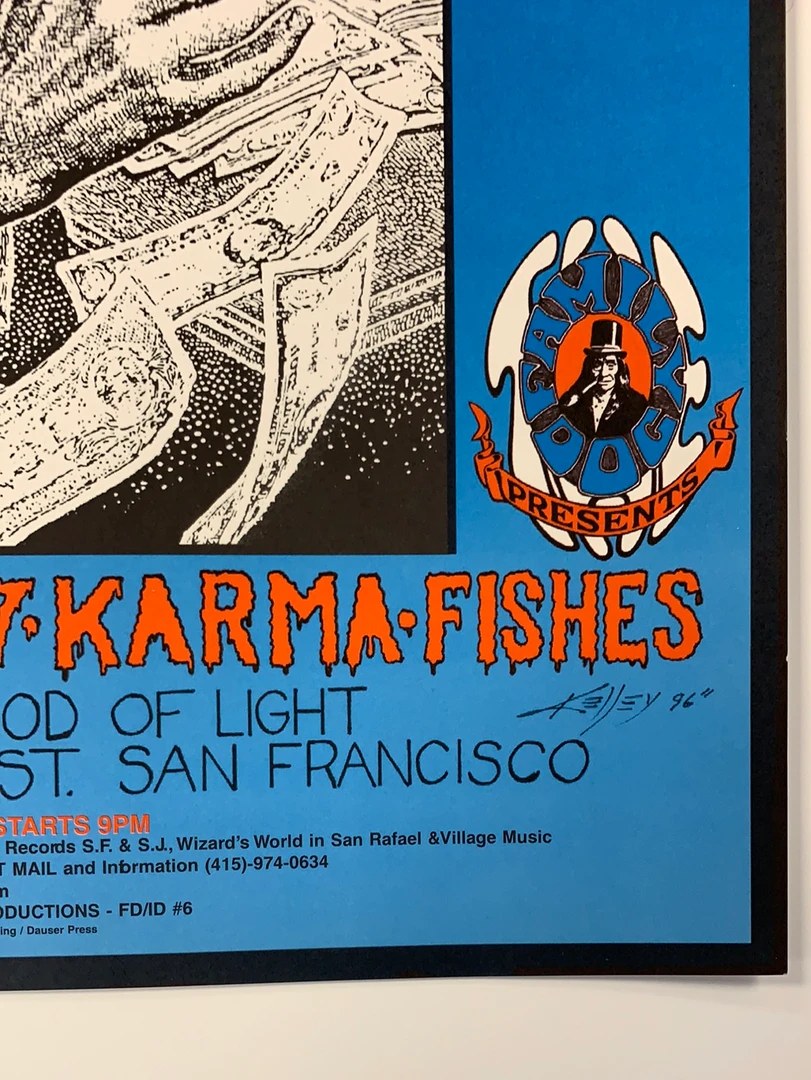 FAMILY
DOG
PRESENTS
Y·KARMA·FISHES
OD OF LIGHT
Kelley 96"
ST. SAN FRANCISCO
STARTS 9PM
Records S.F. & S.J., Wizard's World in San Rafael &Village Music
T MAIL and Information (415)-974-0634
m
ODUCTIONS - FD/ID #6
ing / Dauser Press